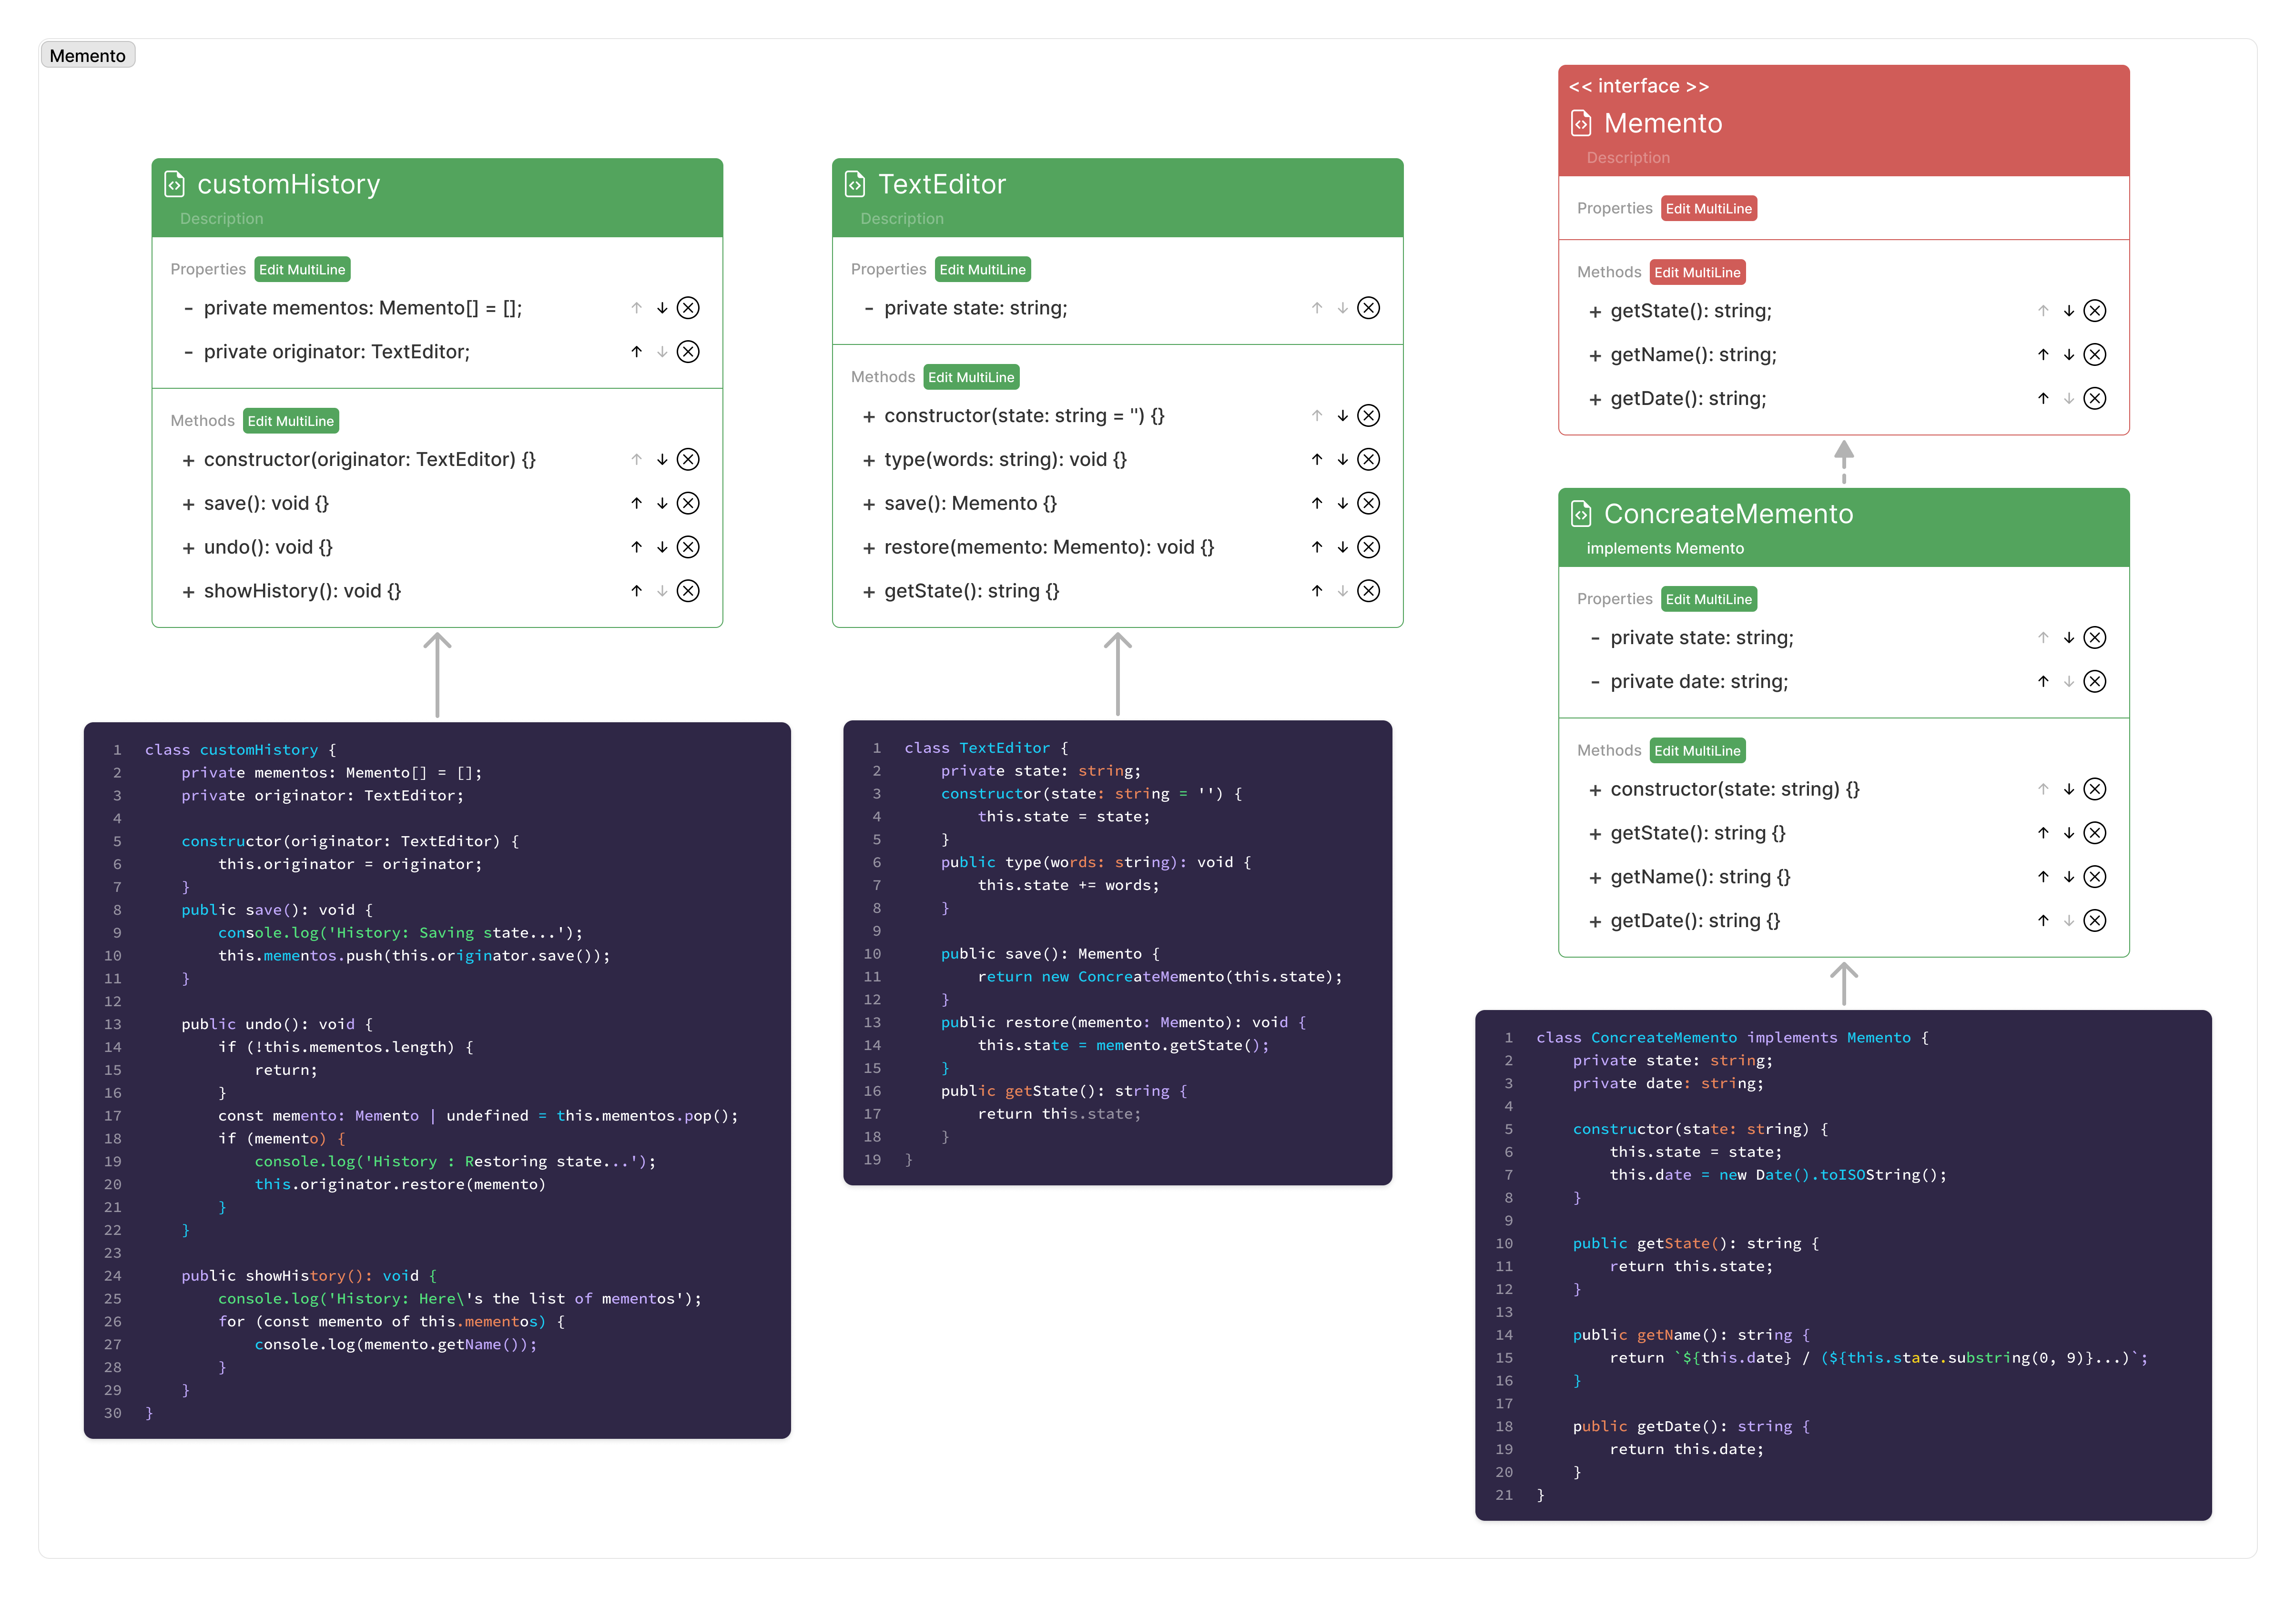 Memento
customHistory
Description
Properties Edit MultiLine
- private mementos: Memento[] = [];
- private originator: TextEditor;
Methods Edit MultiLine
+ constructor(originator: TextEditor) {}
+ save(): void {}
+ undo(): void {}
+ showHistory(): void {}
1 class customHistory {
2 private mementos: Memento[] = [];
3 private originator: TextEditor;
4
5 constructor(originator: TextEditor) {
6 this.originator = originator;
7 }
8 public save(): void {
9 console.log('History: Saving state...');
10 this.mementos.push(this.originator.save());
11 }
12
13 public undo(): void {
14 if (!this.mementos.length) {
15 return;
16 }
17 const memento: Memento | undefined = this.mementos.pop();
18 if (memento) {
19 console.log('History : Restoring state...');
20 this.originator.restore(memento)
21 }
22 }
23
24 public showHistory(): void {
25 console.log('History: Here\'s the list of mementos');
26 for (const memento of this.mementos) {
27 console.log(memento.getName());
28 }
29 }
30 }
TextEditor
Description
Properties Edit MultiLine
- private state: string;
Methods Edit MultiLine
+ constructor(state: string = '') {}
+ type(words: string): void {}
+ save(): Memento {}
+ restore(memento: Memento): void {}
+ getState(): string {}
1 class TextEditor {
2 private state: string;
3 constructor(state: string = '') {
4 this.state = state;
5 }
6 public type(words: string): void {
7 this.state += words;
8 }
9
10 public save(): Memento {
11 return new ConcreateMemento(this.state);
12 }
13 public restore(memento: Memento): void {
14 this.state = memento.getState();
15 }
16 public getState(): string {
17 return this.state;
18 }
19 }
<< interface >>
Memento
Description
Properties Edit MultiLine
Methods Edit MultiLine
+ getState(): string;
+ getName(): string;
+ getDate(): string;
ConcreateMemento
implements Memento
Properties Edit MultiLine
- private state: string;
- private date: string;
Methods Edit MultiLine
+ constructor(state: string) {}
+ getState(): string {}
+ getName(): string {}
+ getDate(): string {}
1 class ConcreateMemento implements Memento {
2 private state: string;
3 private date: string;
4
5 constructor(state: string) {
6 this.state = state;
7 this.date = new Date().toISOString();
8 }
9
10 public getState(): string {
11 return this.state;
12 }
13
14 public getName(): string {
15 return `${this.date} / (${this.state.substring(0, 9)}...)`;
16 }
17
18 public getDate(): string {
19 return this.date;
20 }
21 }